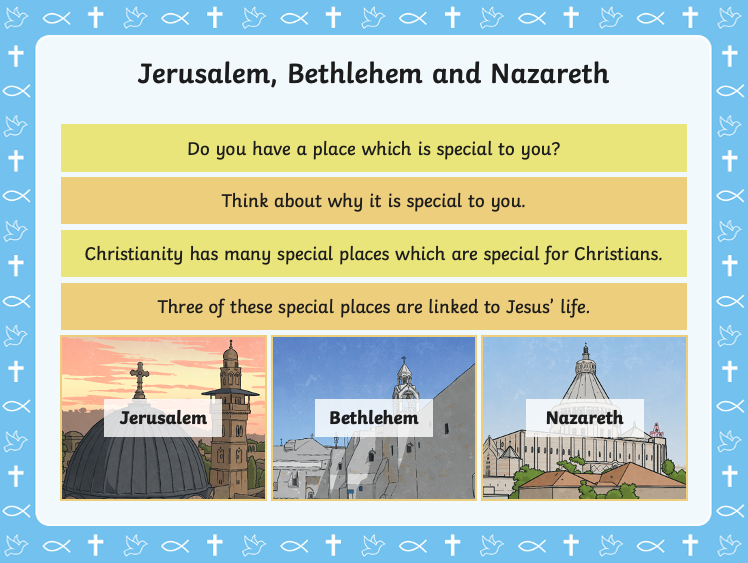 Jerusalem, Bethlehem and Nazareth
Do you have a place which is special to you?
Think about why it is special to you.
Christianity has many special places which are special for Christians.
Three of these special places are linked to Jesus’ life.
Jerusalem
Bethlehem
Nazareth